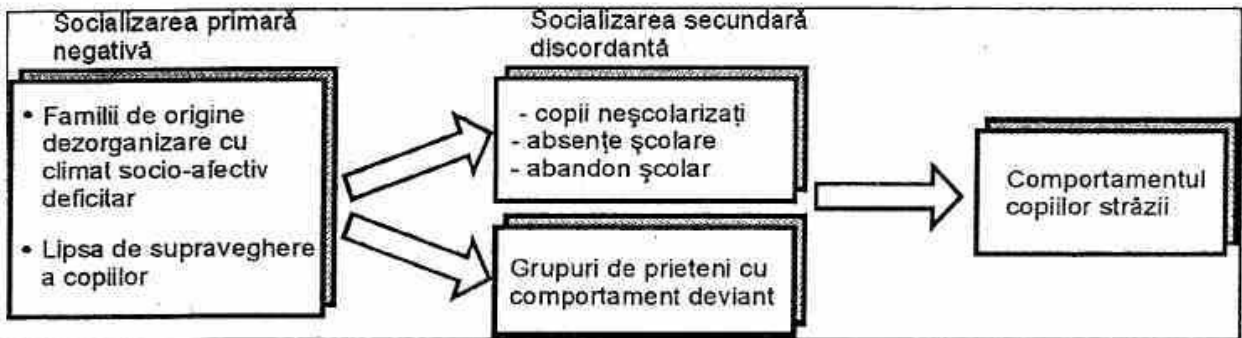 Socializarea primară
negativă
• Familii de origine
dezorganizare cu
climat socio-afectiv
deficilar
• Lipsa de supraveghere
a copiilor
Socializarea secundară
discordantă
- copii neşcolarizaţi
- absenţe şcolare
- abandon şcolar
Grupuri de prieteni cu
comportament deviant
Comportamentul
copiilor străzii